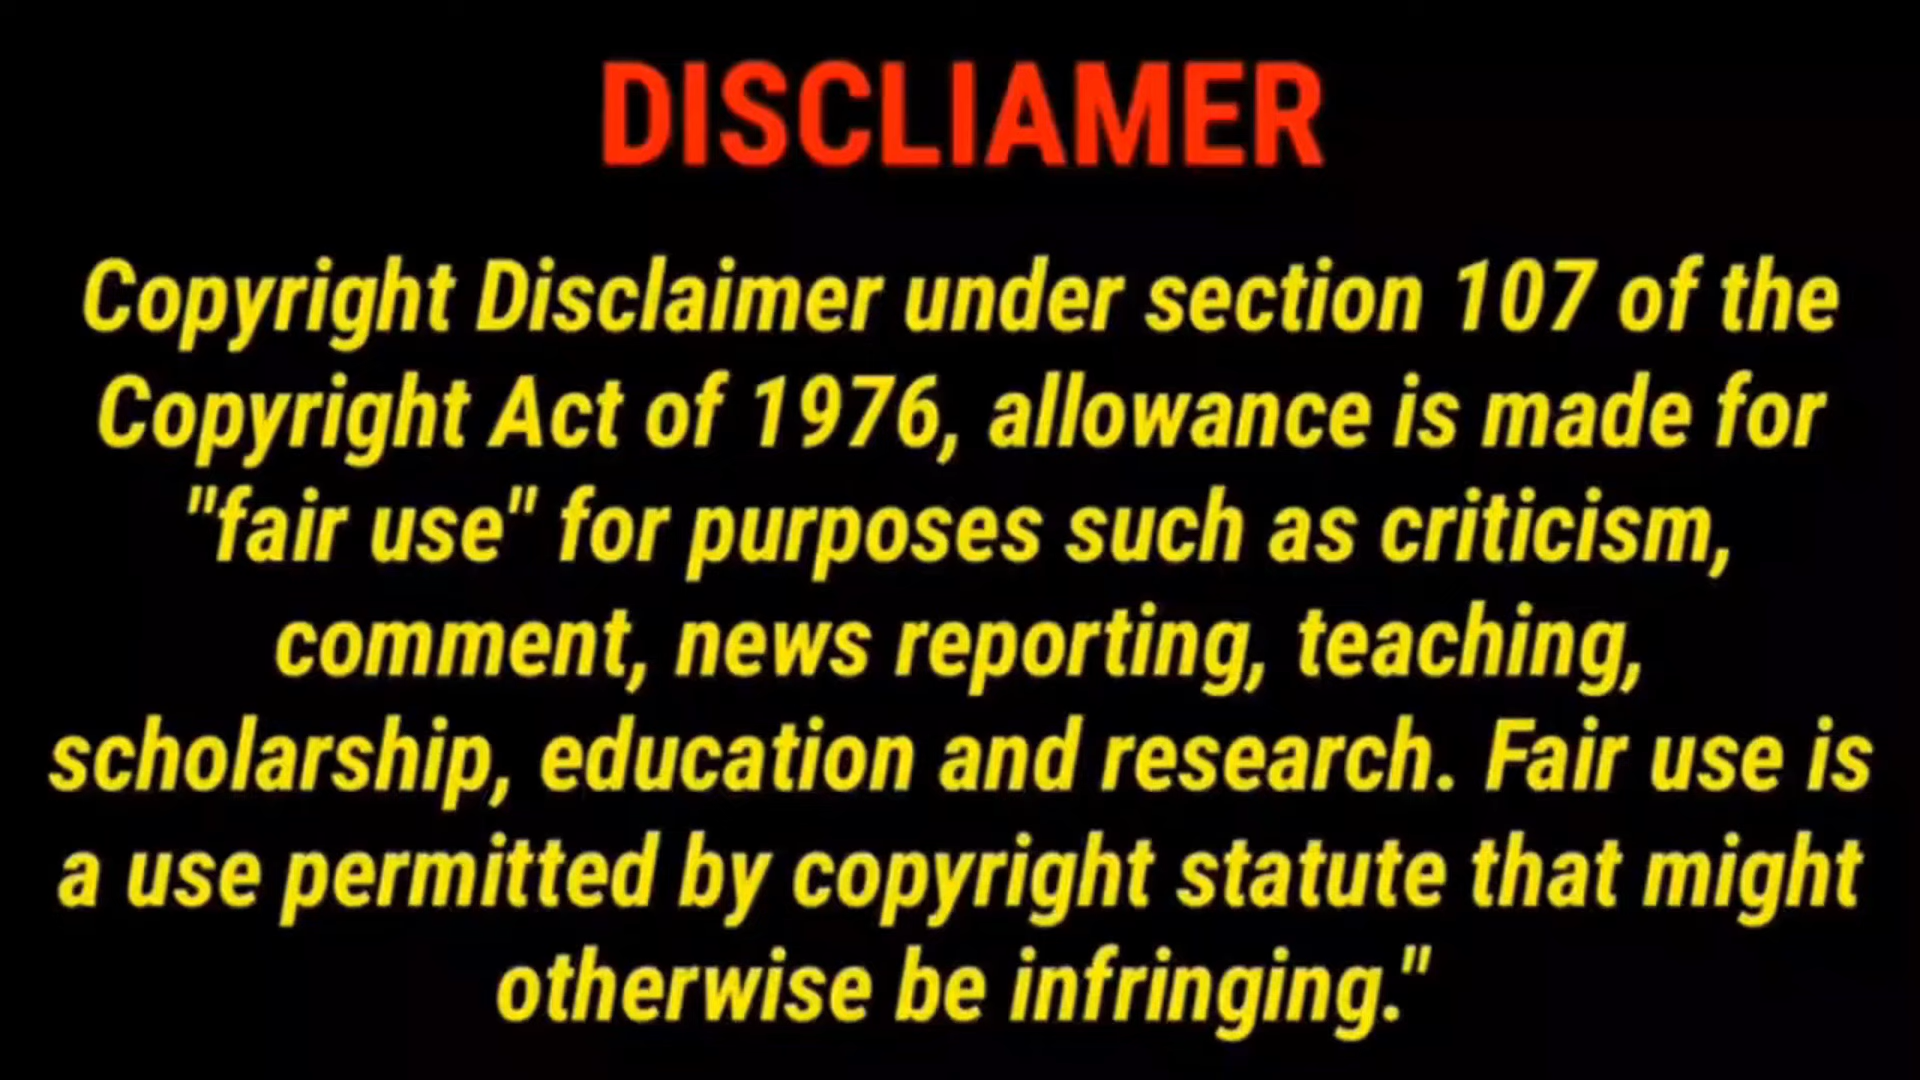 DISCLIAMER
Copyright Disclaimer under section 107 of the
Copyright Act of 1976, allowance is made for
"fair use" for purposes such as criticism,
comment, news reporting, teaching,
scholarship, education and research. Fair use is
a use permitted by copyright statute that might
otherwise be infringing."